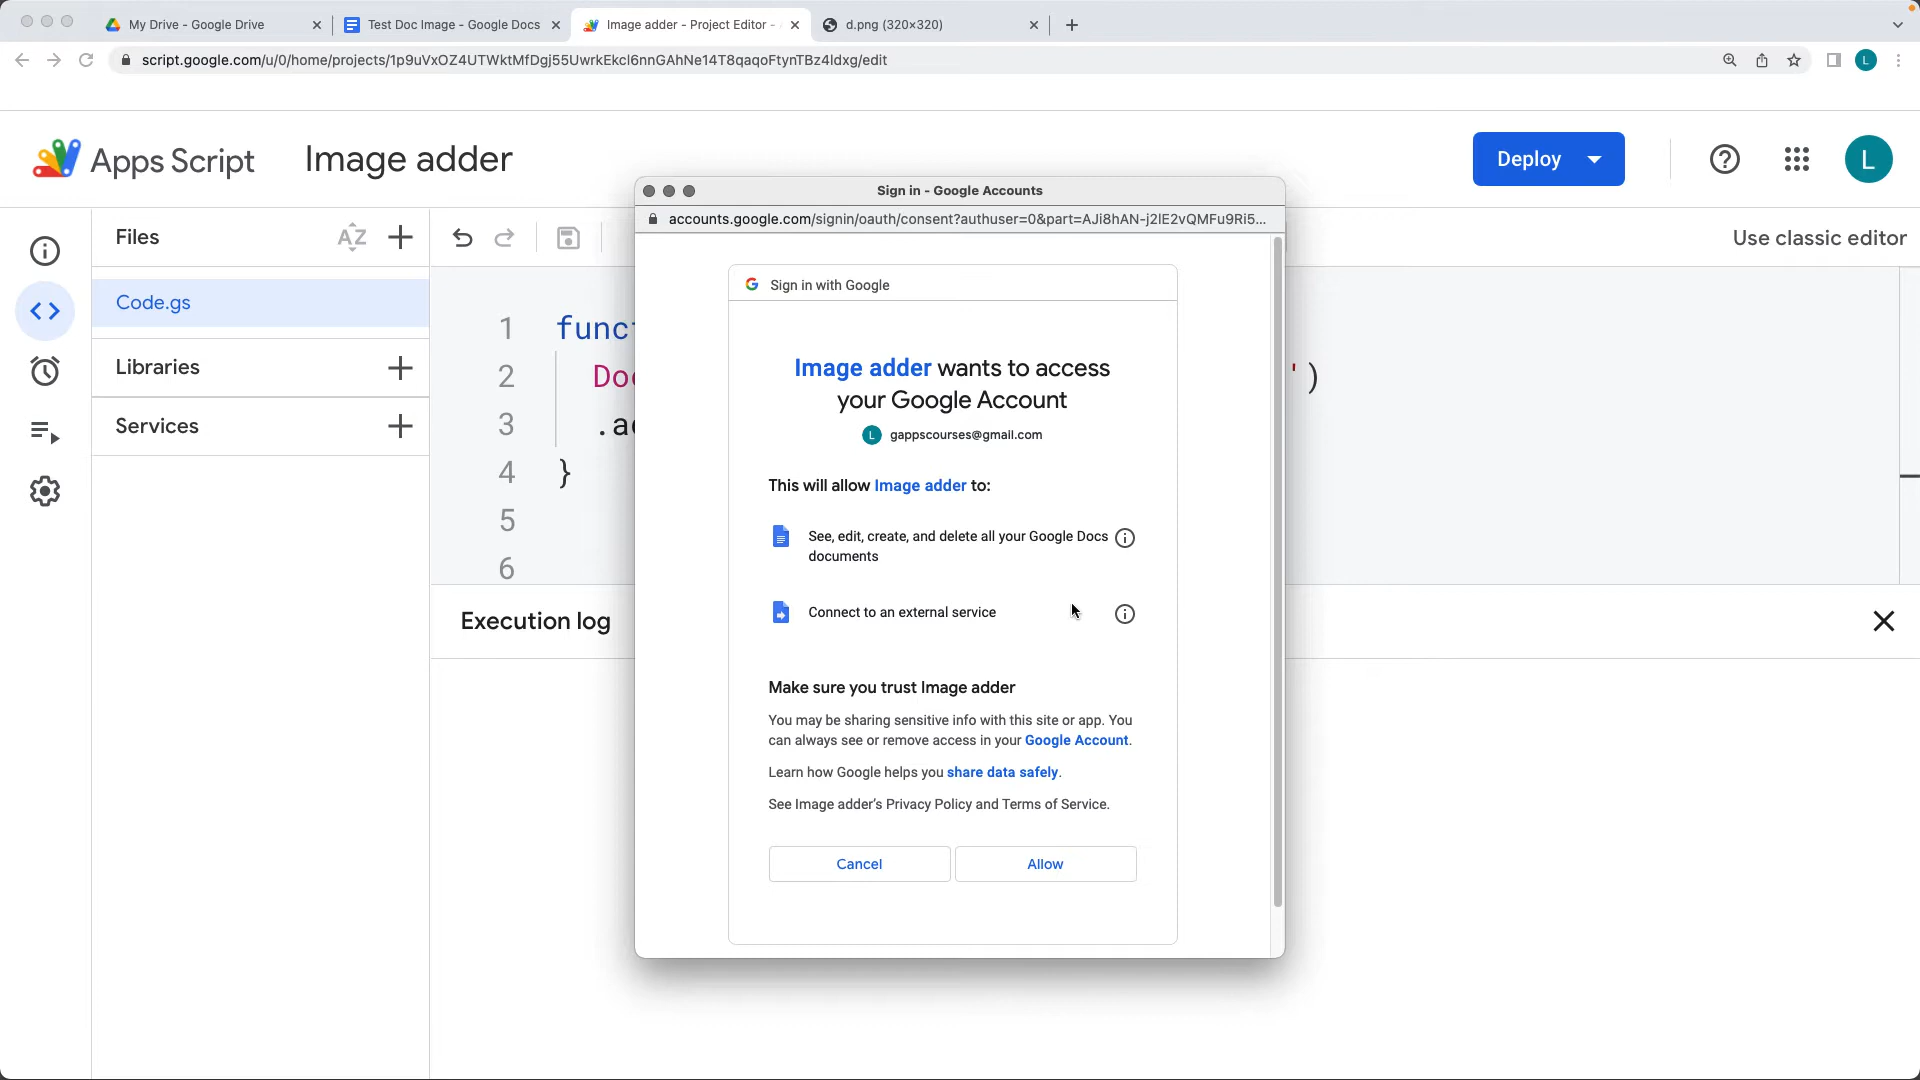 My Drive - Google Drive
Test Doc Image - Google Docs
Image adder - Project Editor -
d.png (320×320)
script.google.com/u/0/home/projects/1p9uVxOZ4UTWktMfDgj55UwrkEkcl6nnGAhNe14T8qaqoFtynTBz4ldxg/edit
L
Apps Script
Image adder
Deploy
L
Sign in - Google Accounts
accounts.google.com/signin/oauth/consent?authuser=0&part=AJi8hAN-j2lE2vQMFu9Ri5...
Files
AZ
Use classic editor
Code.gs
Libraries
Services
1 func
2 Doc ')
3 .a
4 }
5
6
Execution log
Sign in with Google
Image adder wants to access
your Google Account
L gappscourses@gmail.com
This will allow Image adder to:
See, edit, create, and delete all your Google Docs
documents
Connect to an external service
Make sure you trust Image adder
You may be sharing sensitive info with this site or app. You
can always see or remove access in your Google Account.
Learn how Google helps you share data safely.
See Image adder's Privacy Policy and Terms of Service.
Cancel
Allow